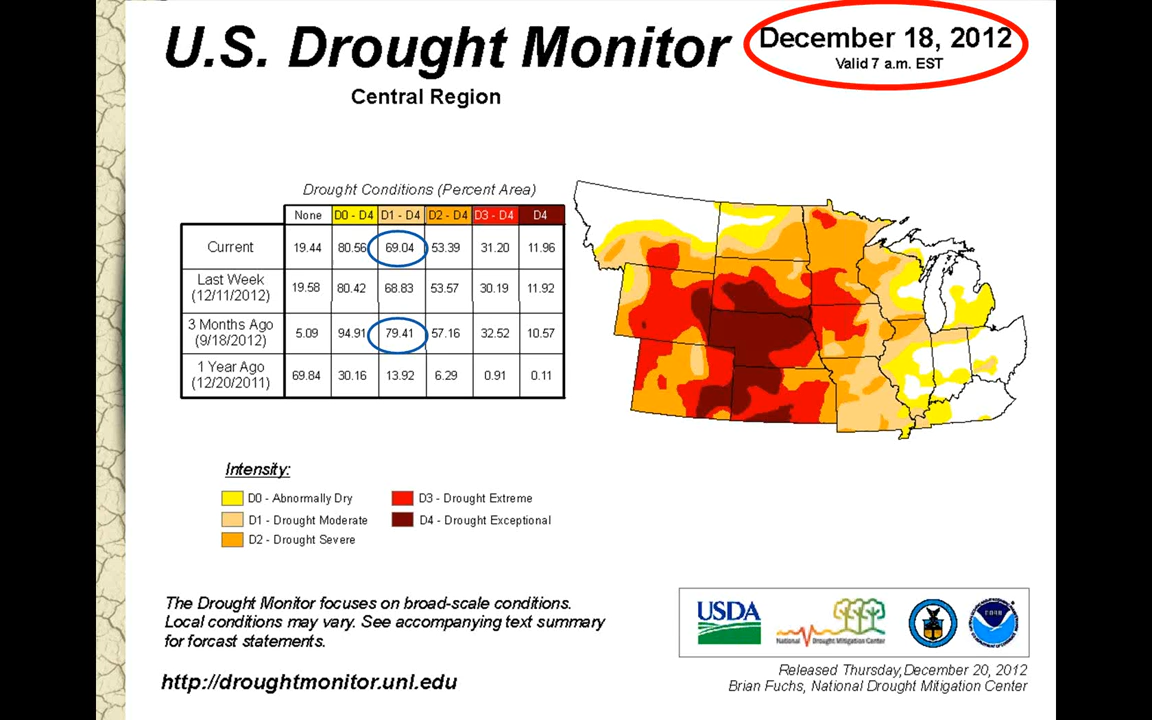 U.S. Drought Monitor
December 18, 2012
Valid 7 a.m. EST
Central Region
Drought Conditions (Percent Area)
None D0 - D4 D1 - D4 D2 - D4 D3 - D4 D4
Current 19.44 80.56 69.04 53.39 31.20 11.96
Last Week
(12/11/2012) 19.58 80.42 68.83 53.57 30.19 11.92
3 Months Ago
(9/18/2012) 5.09 94.91 79.41 57.16 32.52 10.57
1 Year Ago
(12/20/2011) 69.84 30.16 13.92 6.29 0.91 0.11
Intensity:
D0 - Abnormally Dry
D1 - Drought Moderate
D2 - Drought Severe
D3 - Drought Extreme
D4 - Drought Exceptional
The Drought Monitor focuses on broad-scale conditions.
Local conditions may vary. See accompanying text summary
for forcast statements.
http://droughtmonitor.unl.edu
USDA
National Drought Mitigation Center
Released Thursday,December 20, 2012
Brian Fuchs, National Drought Mitigation Center